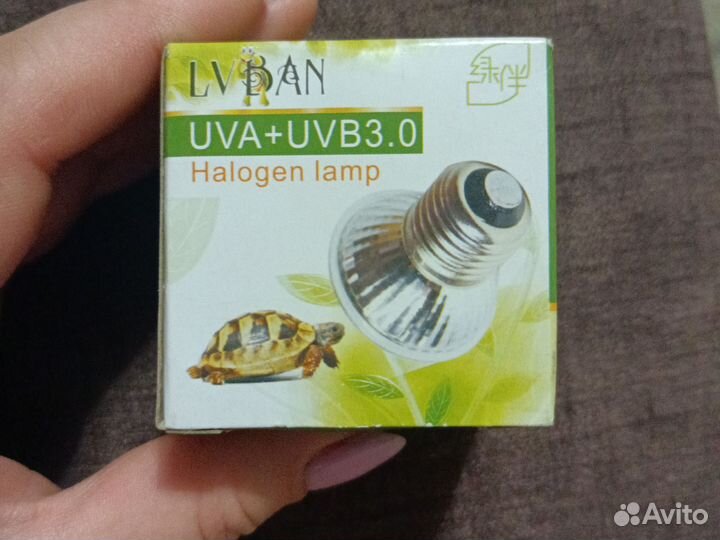 LVBAN
绿伴
UVA+UVB3.0
Halogen lamp
Avito